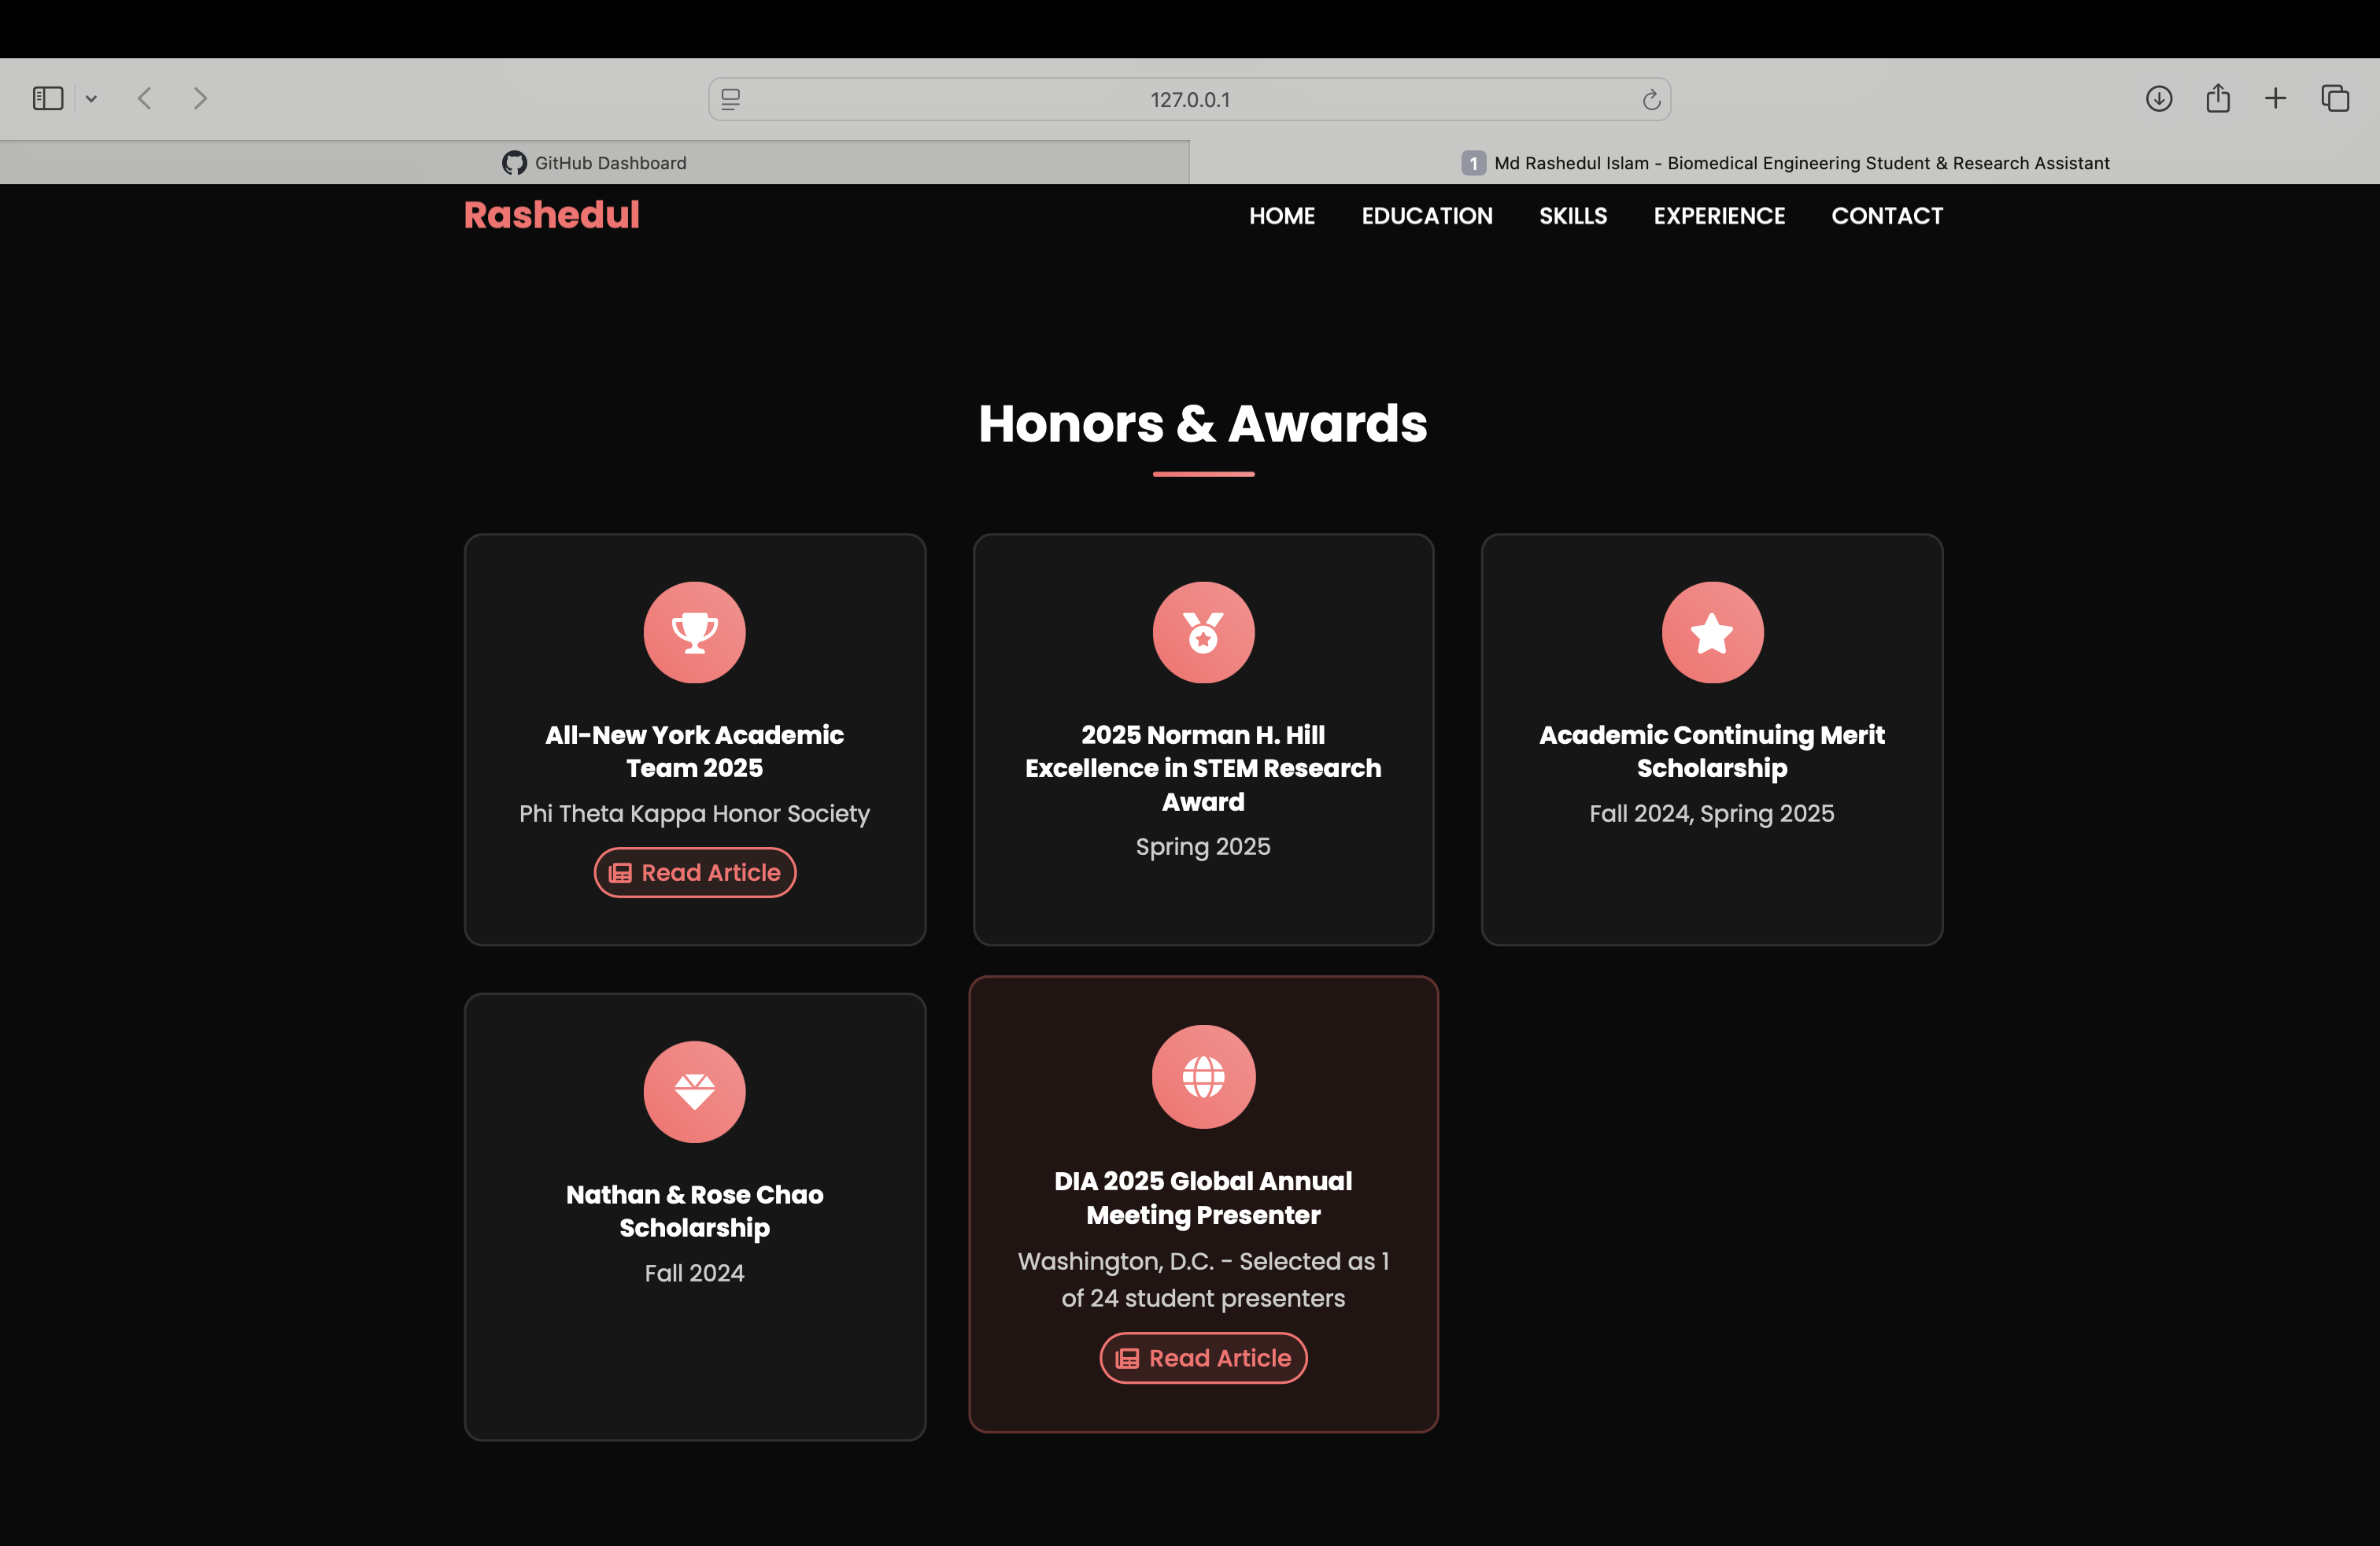 127.0.0.1
GitHub Dashboard
1 Md Rashedul Islam - Biomedical Engineering Student & Research Assistant
Rashedul
HOME EDUCATION SKILLS EXPERIENCE CONTACT
Honors & Awards
All-New York Academic
Team 2025
Phi Theta Kappa Honor Society
Read Article
2025 Norman H. Hill
Excellence in STEM Research
Award
Spring 2025
Academic Continuing Merit
Scholarship
Fall 2024, Spring 2025
Nathan & Rose Chao
Scholarship
Fall 2024
DIA 2025 Global Annual
Meeting Presenter
Washington, D.C. - Selected as 1
of 24 student presenters
Read Article